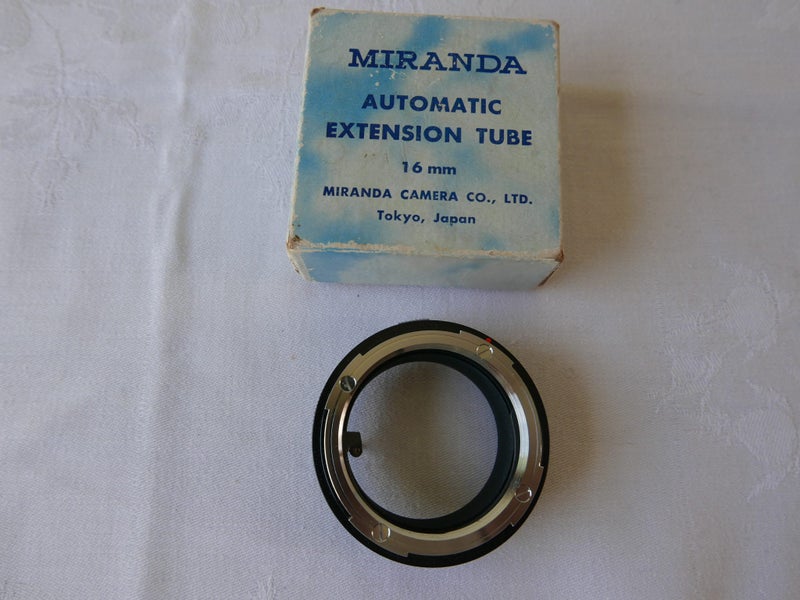 MIRANDA
AUTOMATIC
EXTENSION TUBE
16 mm
MIRANDA CAMERA CO., LTD.
Tokyo, Japan